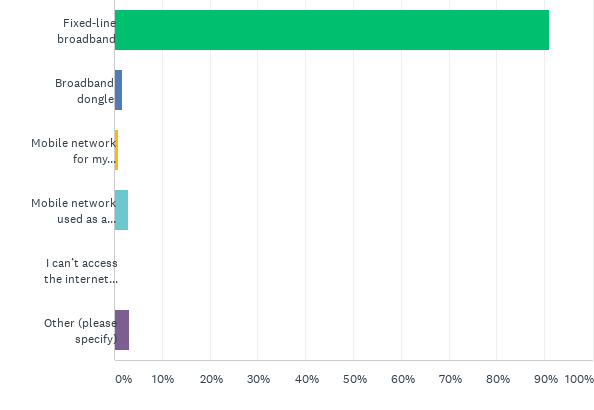 Fixed-line
broadband
Broadband
dongle
Mobile network
for my...
Mobile network
used as a...
I can't access
the internet...
Other (please
specify)
0% 10% 20% 30% 40% 50% 60% 70% 80% 90% 100%